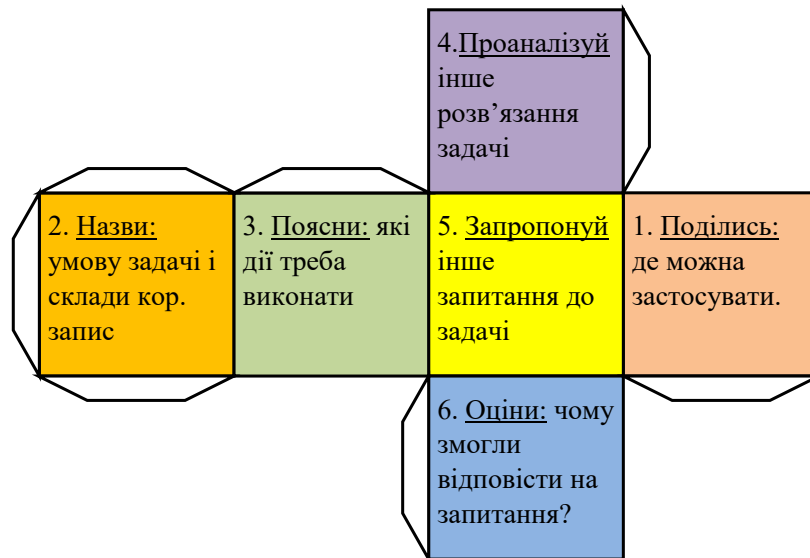 4.Проаналізуй
інше
розв’язання
задачі
2. Назви:
умову задачі і
склади кор.
запис
3. Поясни: які
дії треба
виконати
5. Запропонуй
інше
запитання до
задачі
1. Поділись:
де можна
застосувати.
6. Оціни: чому
змогли
відповісти на
запитання?